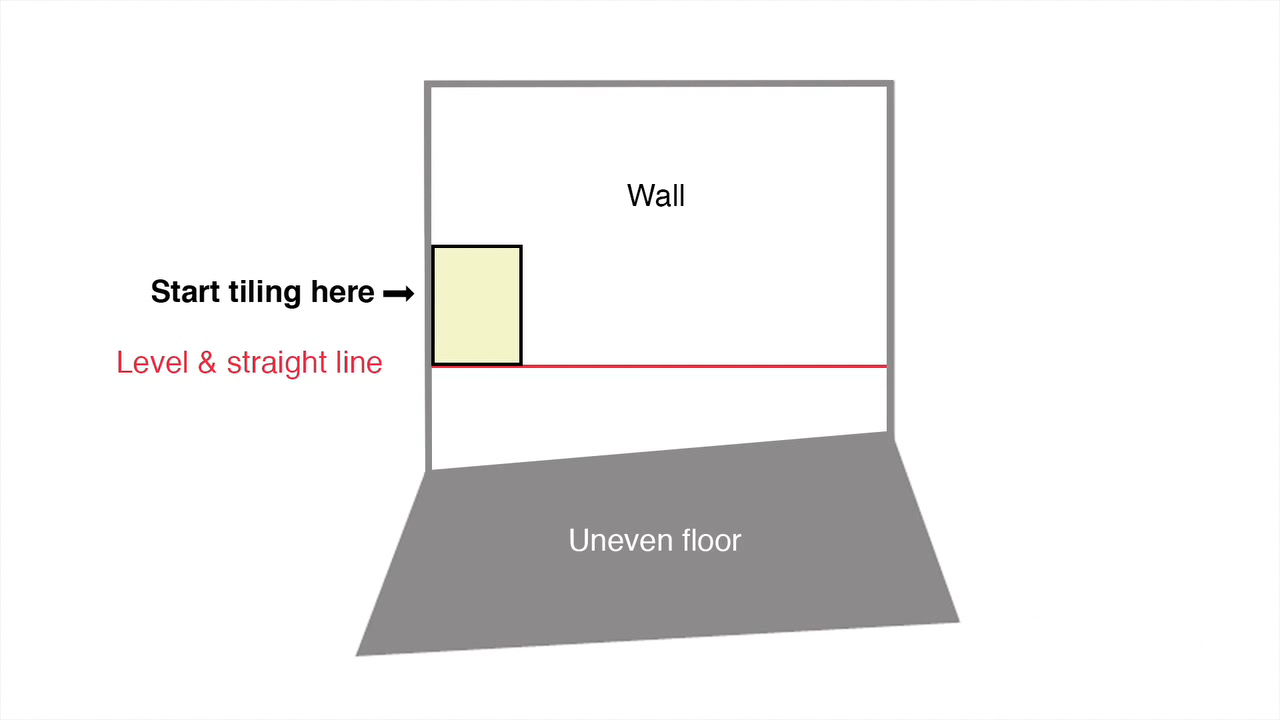 Wall
Start tiling here ➡
Level & straight line
Uneven floor